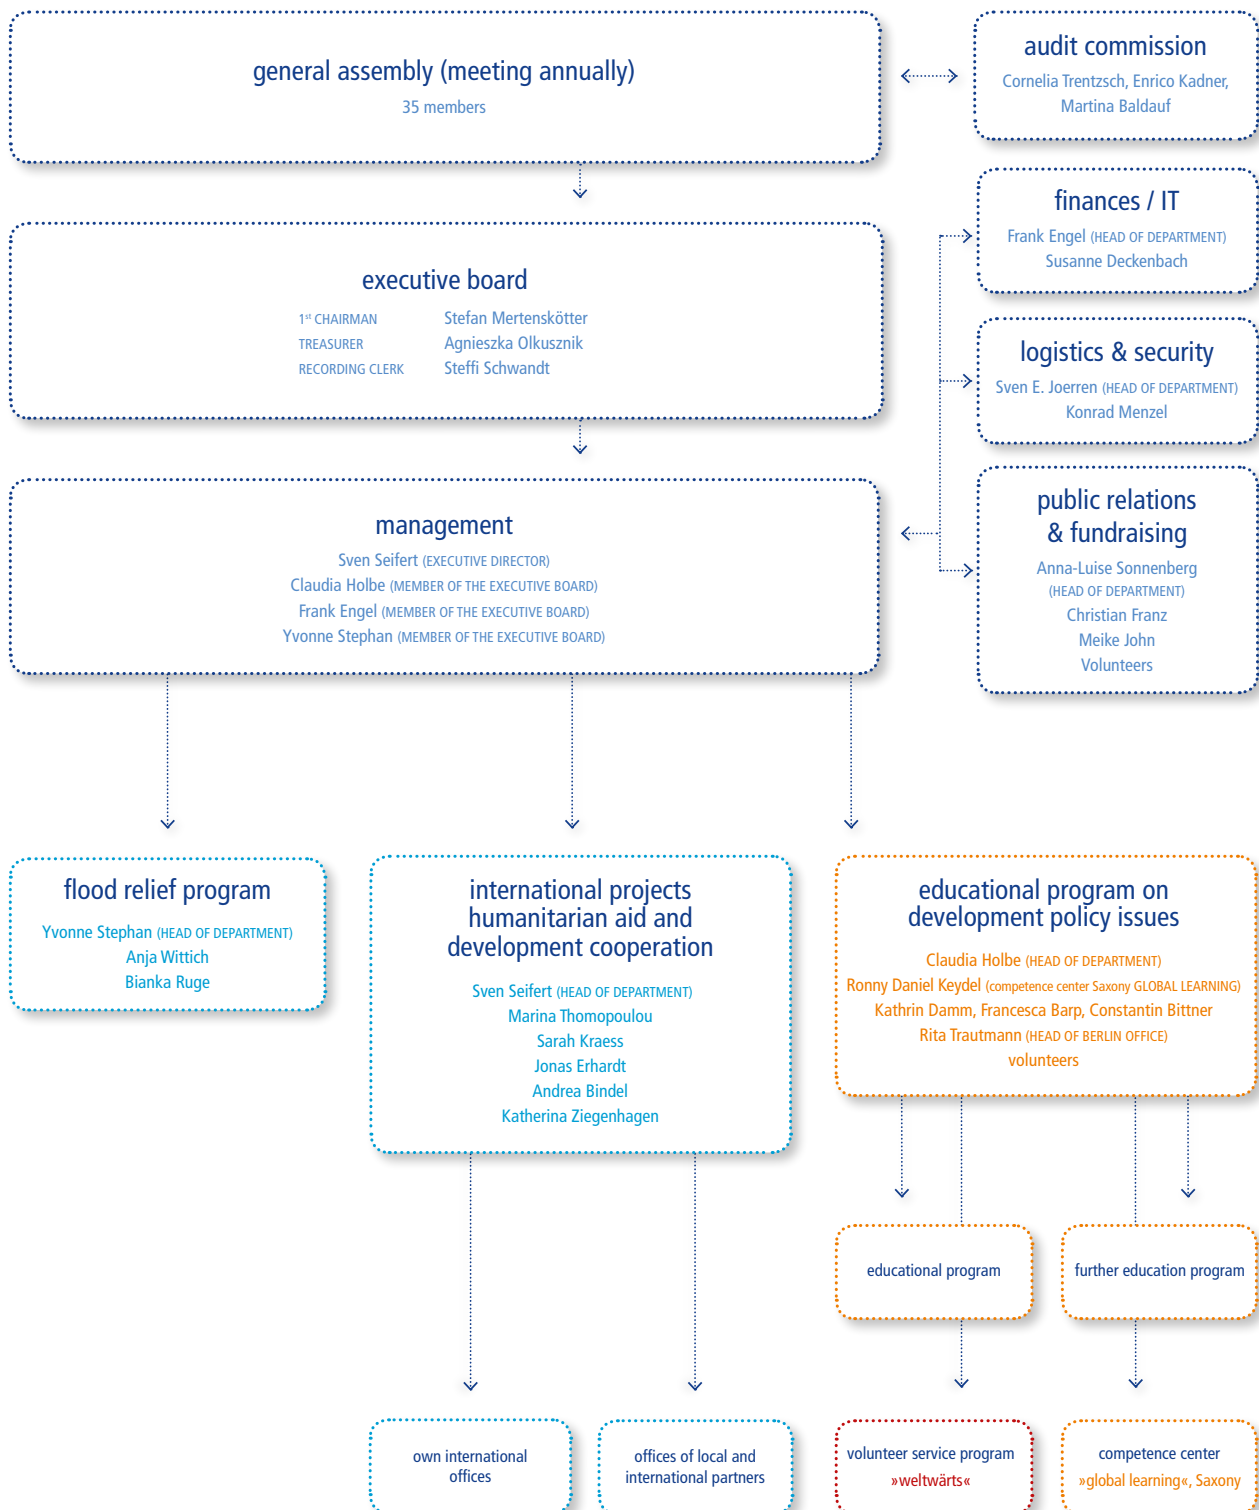 general assembly (meeting annually)
35 members
audit commission
Cornelia Trentzsch, Enrico Kadner,
Martina Baldauf
finances / IT
Frank Engel (HEAD OF DEPARTMENT)
Susanne Deckenbach
executive board
1st CHAIRMAN Stefan Mertenskötter
TREASURER Agnieszka Olkusznik
RECORDING CLERK Steffi Schwandt
logistics & security
Sven E. Joerren (HEAD OF DEPARTMENT)
Konrad Menzel
management
Sven Seifert (EXECUTIVE DIRECTOR)
Claudia Holbe (MEMBER OF THE EXECUTIVE BOARD)
Frank Engel (MEMBER OF THE EXECUTIVE BOARD)
Yvonne Stephan (MEMBER OF THE EXECUTIVE BOARD)
public relations
& fundraising
Anna-Luise Sonnenberg
(HEAD OF DEPARTMENT)
Christian Franz
Meike John
Volunteers
flood relief program
Yvonne Stephan (HEAD OF DEPARTMENT)
Anja Wittich
Bianka Ruge
international projects
humanitarian aid and
development cooperation
Sven Seifert (HEAD OF DEPARTMENT)
Marina Thomopoulou
Sarah Kraess
Jonas Erhardt
Andrea Bindel
Katherina Ziegenhagen
educational program on
development policy issues
Claudia Holbe (HEAD OF DEPARTMENT)
Ronny Daniel Keydel (competence center Saxony GLOBAL LEARNING)
Kathrin Damm, Francesca Barp, Constantin Bittner
Rita Trautmann (HEAD OF BERLIN OFFICE)
volunteers
educational program
further education program
own international
offices
offices of local and
international partners
volunteer service program
»weltwärts«
competence center
»global learning«, Saxony